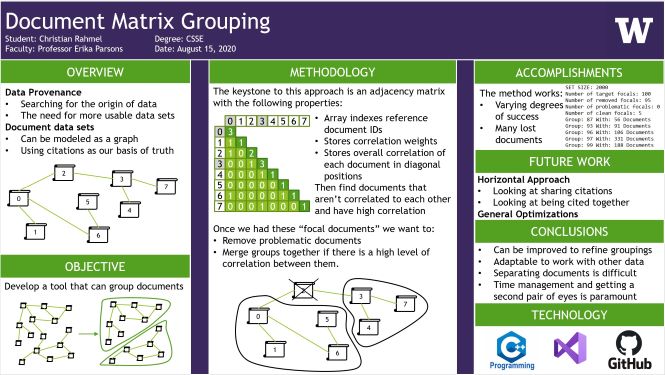 Document Matrix Grouping
Student: Christian Rahmel Degree: CSSE
Faculty: Professor Erika Parsons Date: August 15, 2020
W
OVERVIEW
Data Provenance
• Searching for the origin of data
• The need for more usable data sets
Document data sets
• Can be modeled as a graph
• Using citations as our basis of truth
0
1
2
3
4
5
6
7
OBJECTIVE
Develop a tool that can group documents
METHODOLOGY
The keystone to this approach is an adjacency matrix
with the following properties:
0 1 2 3 4 5 6 7
0 3
1 1 1
2 1 0 2
3 0 0 1 3
4 0 0 0 1 1
5 0 0 0 0 0 1
6 0 1 0 0 0 1 2
7 0 0 0 1 0 0 0 1
• Array indexes reference
document IDs
• Stores correlation weights
• Stores overall correlation of
each document in diagonal
positions
Then find documents that
aren't correlated to each other
and have high correlation
Once we had these “focal documents” we want to:
• Remove problematic documents
• Merge groups together if there is a high level of
correlation between them.
0
1
3
4
5
6
7
ACCOMPLISHMENTS
The method works:
• Varying degrees
of success
• Many lost
documents
SET SIZE: 2000
Number of target focals: 100
Number of removed focals: 95
Number of problematic focals: 0
Number of clean focals: 5
Group: 87 With: 56 Documents
Group: 93 With: 91 Documents
Group: 96 With: 106 Documents
Group: 97 With: 331 Documents
Group: 99 With: 188 Documents
FUTURE WORK
Horizontal Approach
• Looking at sharing citations
• Looking at being cited together
General Optimizations
CONCLUSIONS
• Can be improved to refine groupings
• Adaptable to work with other data
• Separating documents is difficult
• Time management and getting a
second pair of eyes is paramount
TECHNOLOGY
C++
Programming
GitHub